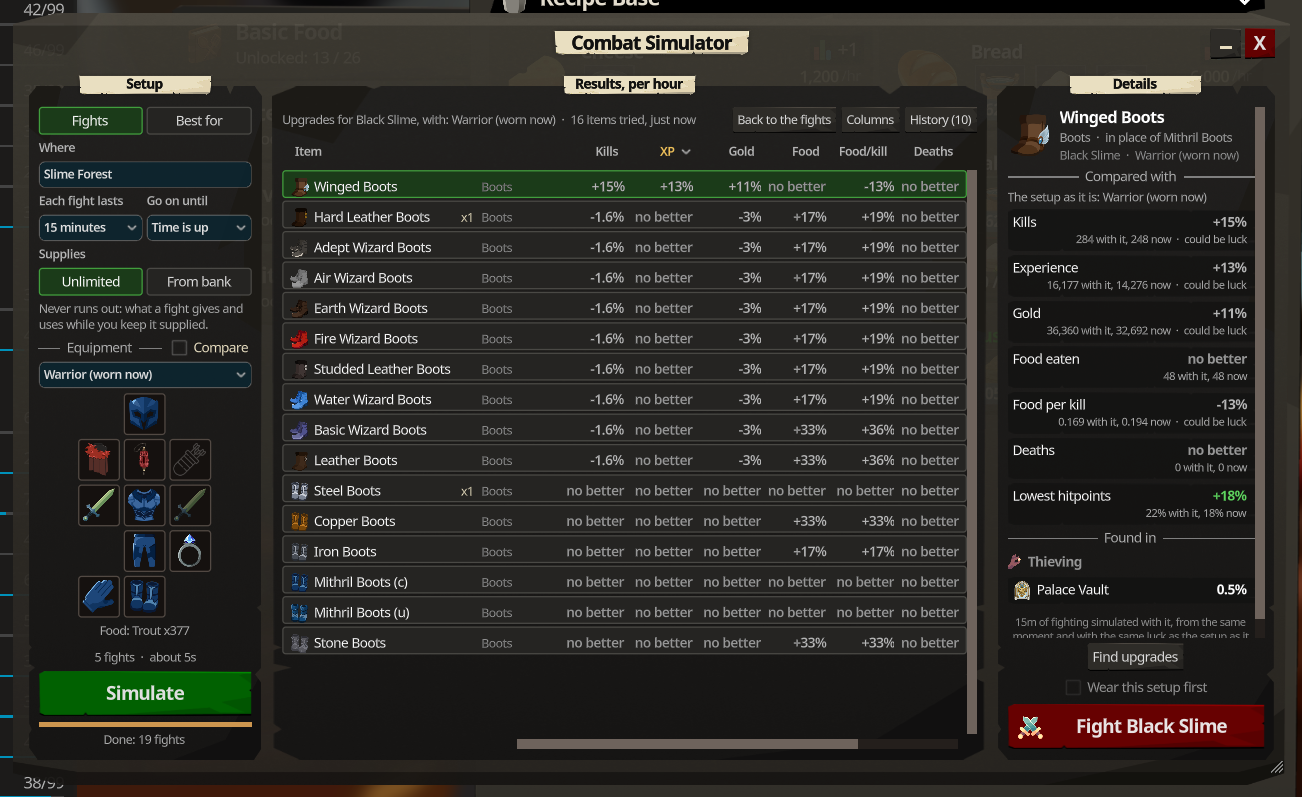 42/99
Recipe Base
Basic Food
Unlocked: 13 / 26
+1
1,200/
Bread
Combat Simulator
X
Setup
Fights
Best for
Where
Slime Forest
Each fight lasts
Go on until
15 minutes
Time is up
Supplies
Unlimited
From bank
Never runs out: what a fight gives and
uses while you keep it supplied.
Equipment
Compare
Warrior (worn now)
Food: Trout x377
5 fights · about 5s
Simulate
Done: 19 fights
38/99
Results, per hour
Upgrades for Black Slime, with: Warrior (worn now) · 16 items tried, just now
Back to the fights
Columns
History (10)
Item Kills XP Gold Food Food/kill Deaths
Winged Boots Boots +15% +13% +11% no better -13% no better
Hard Leather Boots x1 Boots -1.6% no better -3% +17% +19% no better
Adept Wizard Boots Boots -1.6% no better -3% +17% +19% no better
Air Wizard Boots Boots -1.6% no better -3% +17% +19% no better
Earth Wizard Boots Boots -1.6% no better -3% +17% +19% no better
Fire Wizard Boots Boots -1.6% no better -3% +17% +19% no better
Studded Leather Boots Boots -1.6% no better -3% +17% +19% no better
Water Wizard Boots Boots -1.6% no better -3% +17% +19% no better
Basic Wizard Boots Boots -1.6% no better -3% +33% +36% no better
Leather Boots Boots -1.6% no better -3% +33% +36% no better
Steel Boots x1 Boots no better no better no better no better no better no better
Copper Boots Boots no better no better no better +33% +33% no better
Iron Boots Boots no better no better no better +17% +17% no better
Mithril Boots (c) Boots no better no better no better no better no better no better
Mithril Boots (u) Boots no better no better no better no better no better no better
Stone Boots Boots no better no better no better +33% +33% no better
Details
Winged Boots
Boots · in place of Mithril Boots
Black Slime · Warrior (worn now)
Compared with
The setup as it is: Warrior (worn now)
Kills +15%
284 with it, 248 now · could be luck
Experience +13%
16,177 with it, 14,276 now · could be luck
Gold +11%
36,360 with it, 32,692 now · could be luck
Food eaten no better
48 with it, 48 now
Food per kill -13%
0.169 with it, 0.194 now · could be luck
Deaths no better
0 with it, 0 now
Lowest hitpoints +18%
22% with it, 18% now
Found in
Thieving
Palace Vault 0.5%
15m of fighting simulated with it, from the same
moment and with the same luck as the setup as it
Find upgrades
Wear this setup first
Fight Black Slime